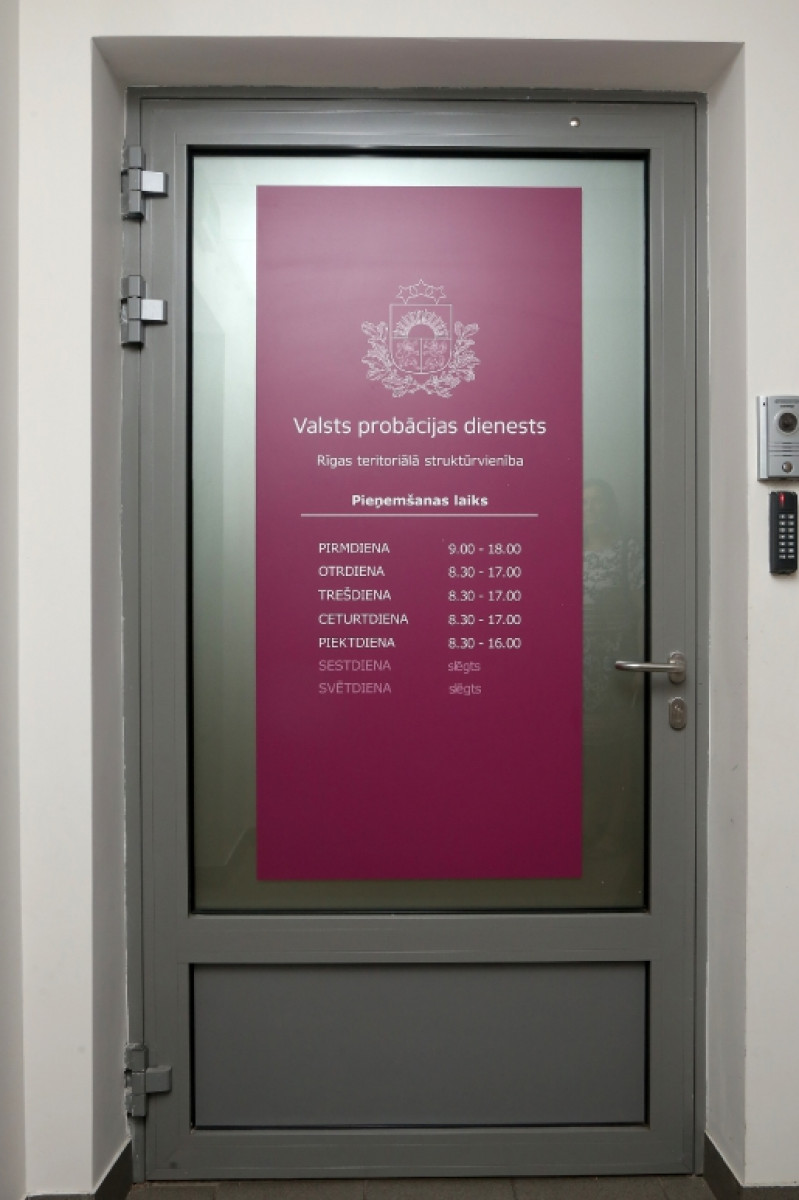 Valsts probācijas dienests
Rīgas teritoriālā struktūrvienība
Pieņemšanas laiks
PIRMDIENA 9.00 - 18.00
OTRDIENA 8.30 - 17.00
TREŠDIENA 8.30 - 17.00
CETURTDIENA 8.30 - 17.00
PIEKTDIENA 8.30 - 16.00
SESTDIENA slēgts
SVĒTDIENA slēgts